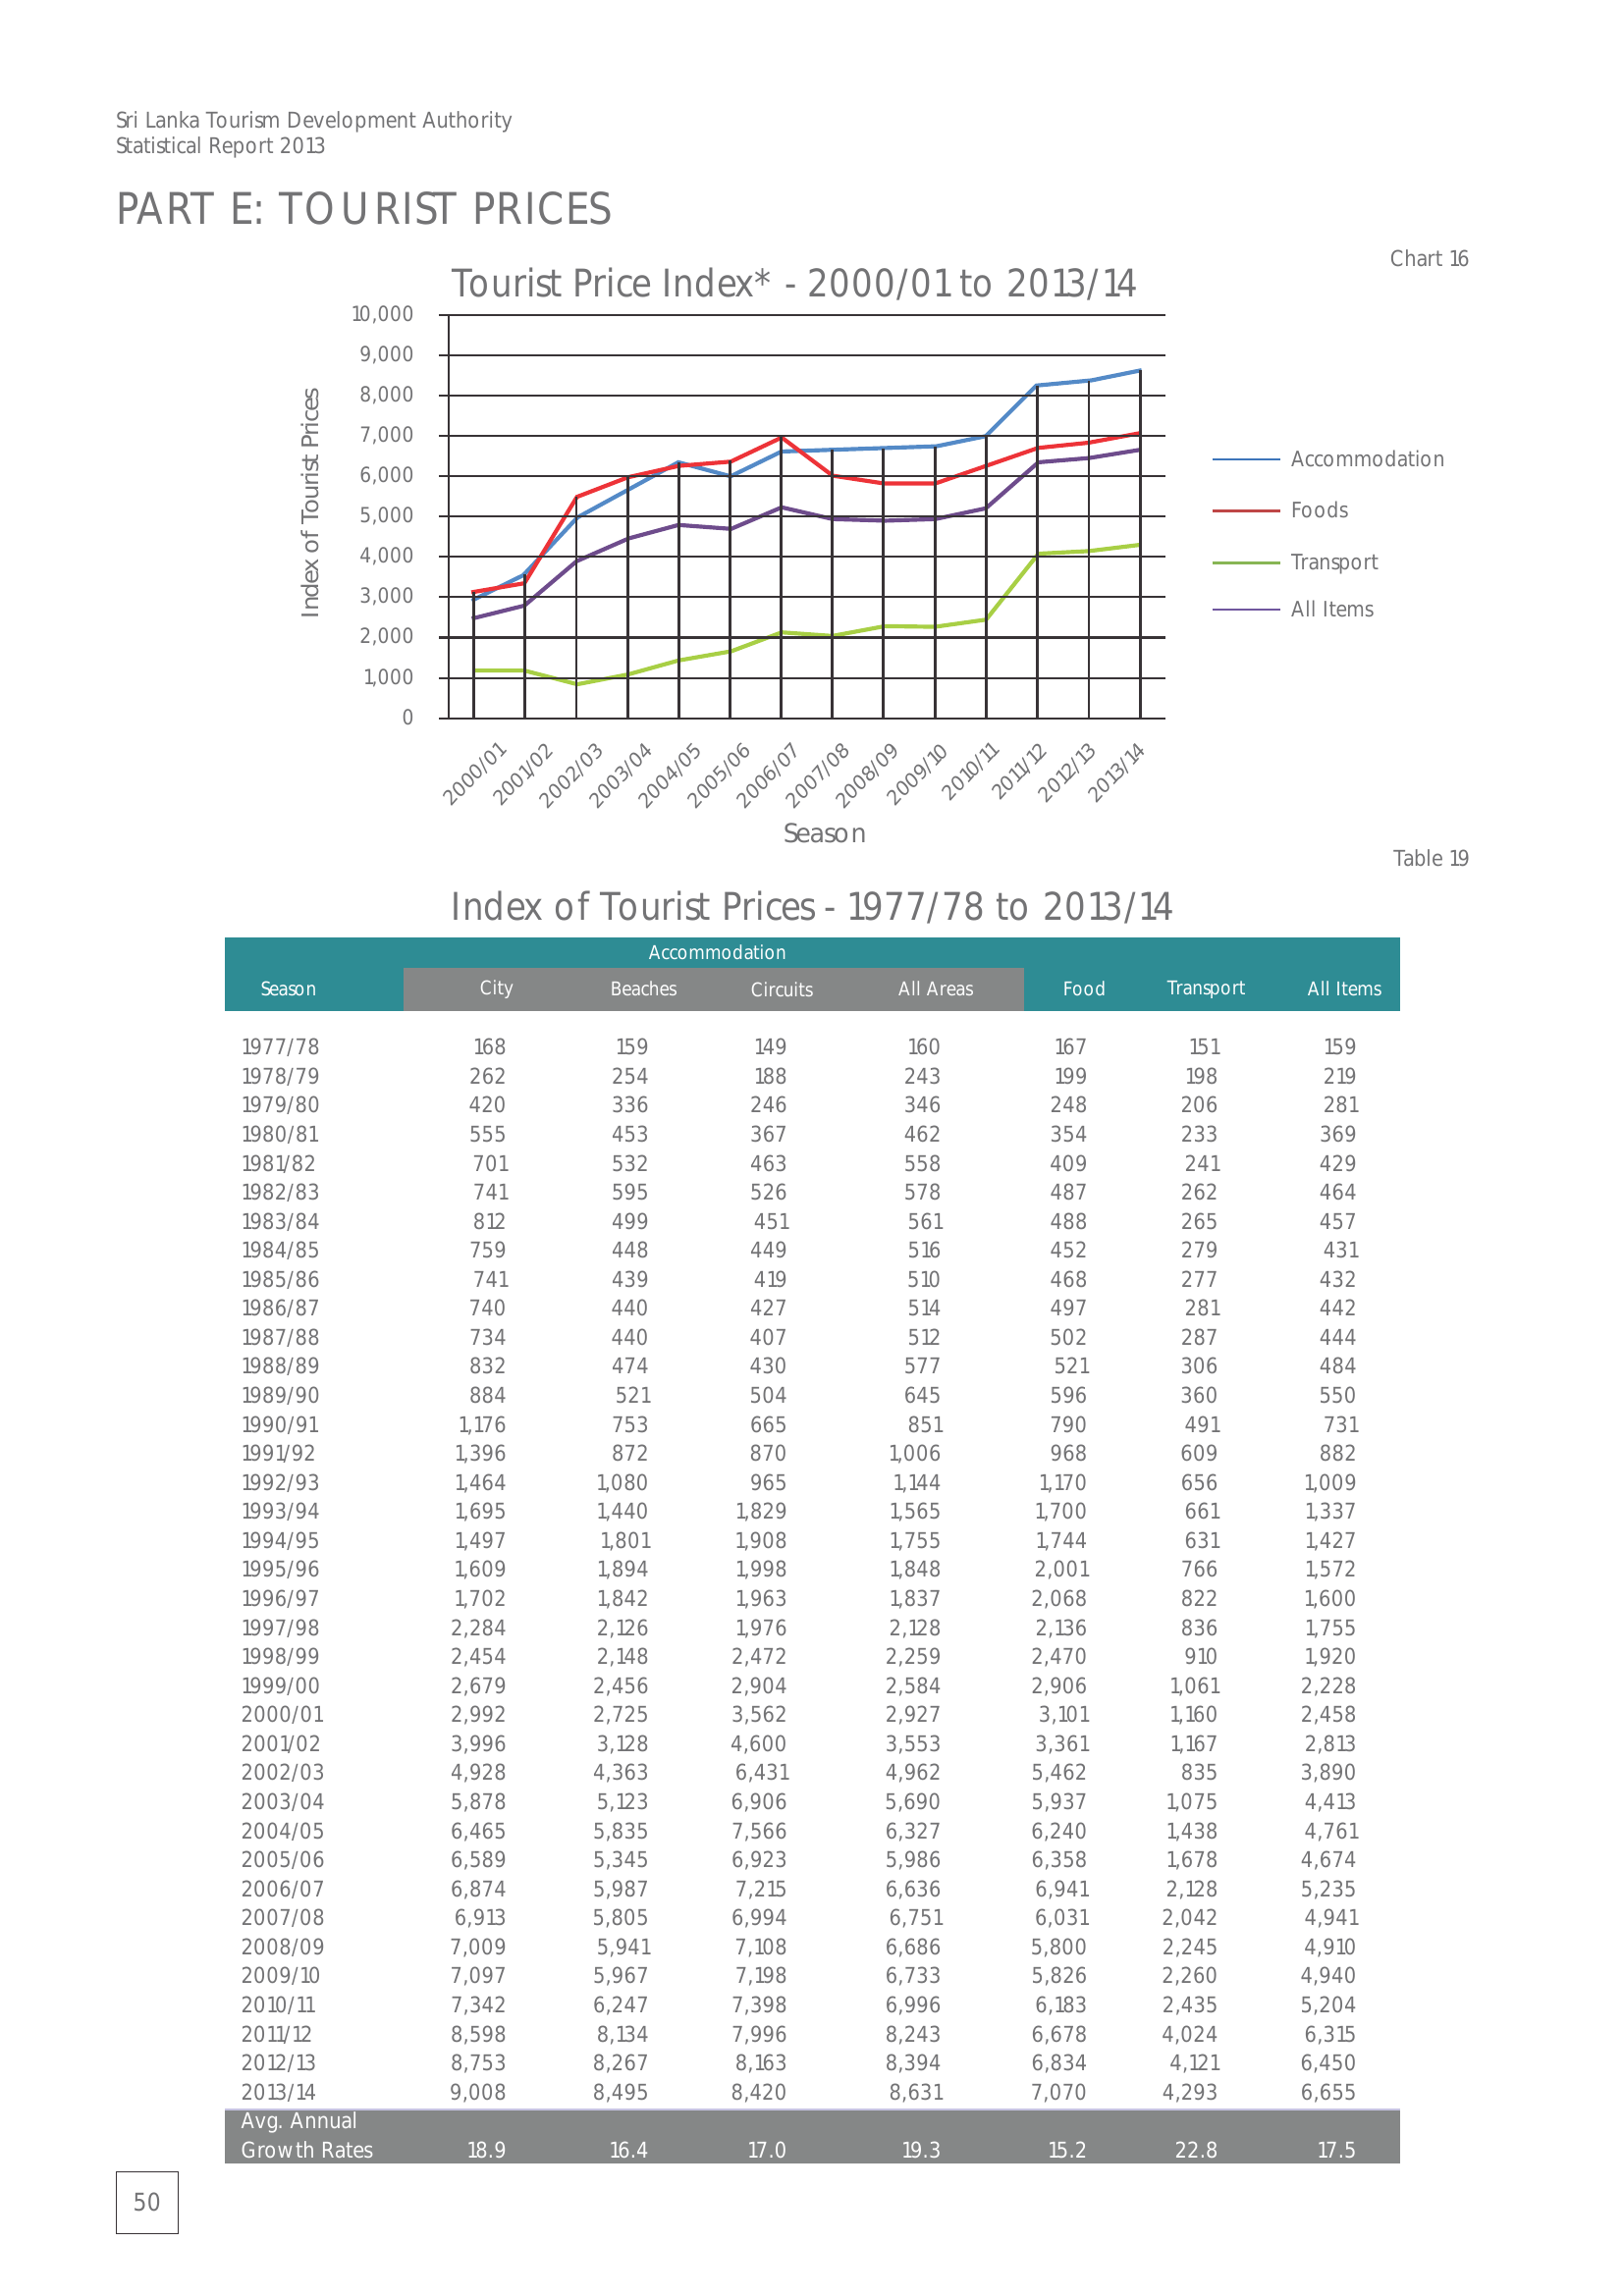 Sri Lanka Tourism Development Authority
Statistical Report 2013
PART E: TOURIST PRICES
Chart 16
Tourist Price Index* - 2000/01 to 2013/14
Index of Tourist Prices
10,000
9,000
8,000
7,000
6,000
5,000
4,000
3,000
2,000
1,000
0
Accommodation
Foods
Transport
All Items
2000/01 2001/02 2002/03 2003/04 2004/05 2005/06 2006/07 2007/08 2008/09 2009/10 2010/11 2011/12 2012/13 2013/14
Season
Table 19
Index of Tourist Prices - 1977/78 to 2013/14
Accommodation
Season City Beaches Circuits All Areas Food Transport All Items
1977/78 168 159 149 160 167 151 159
1978/79 262 254 188 243 199 198 219
1979/80 420 336 246 346 248 206 281
1980/81 555 453 367 462 354 233 369
1981/82 701 532 463 558 409 241 429
1982/83 741 595 526 578 487 262 464
1983/84 812 499 451 561 488 265 457
1984/85 759 448 449 516 452 279 431
1985/86 741 439 419 510 468 277 432
1986/87 740 440 427 514 497 281 442
1987/88 734 440 407 512 502 287 444
1988/89 832 474 430 577 521 306 484
1989/90 884 521 504 645 596 360 550
1990/91 1,176 753 665 851 790 491 731
1991/92 1,396 872 870 1,006 968 609 882
1992/93 1,464 1,080 965 1,144 1,170 656 1,009
1993/94 1,695 1,440 1,829 1,565 1,700 661 1,337
1994/95 1,497 1,801 1,908 1,755 1,744 631 1,427
1995/96 1,609 1,894 1,998 1,848 2,001 766 1,572
1996/97 1,702 1,842 1,963 1,837 2,068 822 1,600
1997/98 2,284 2,126 1,976 2,128 2,136 836 1,755
1998/99 2,454 2,148 2,472 2,259 2,470 910 1,920
1999/00 2,679 2,456 2,904 2,584 2,906 1,061 2,228
2000/01 2,992 2,725 3,562 2,927 3,101 1,160 2,458
2001/02 3,996 3,128 4,600 3,553 3,361 1,167 2,813
2002/03 4,928 4,363 6,431 4,962 5,462 835 3,890
2003/04 5,878 5,123 6,906 5,690 5,937 1,075 4,413
2004/05 6,465 5,835 7,566 6,327 6,240 1,438 4,761
2005/06 6,589 5,345 6,923 5,986 6,358 1,678 4,674
2006/07 6,874 5,987 7,215 6,636 6,941 2,128 5,235
2007/08 6,913 5,805 6,994 6,751 6,031 2,042 4,941
2008/09 7,009 5,941 7,108 6,686 5,800 2,245 4,910
2009/10 7,097 5,967 7,198 6,733 5,826 2,260 4,940
2010/11 7,342 6,247 7,398 6,996 6,183 2,435 5,204
2011/12 8,598 8,134 7,996 8,243 6,678 4,024 6,315
2012/13 8,753 8,267 8,163 8,394 6,834 4,121 6,450
2013/14 9,008 8,495 8,420 8,631 7,070 4,293 6,655
Avg. Annual
Growth Rates 18.9 16.4 17.0 19.3 15.2 22.8 17.5
50